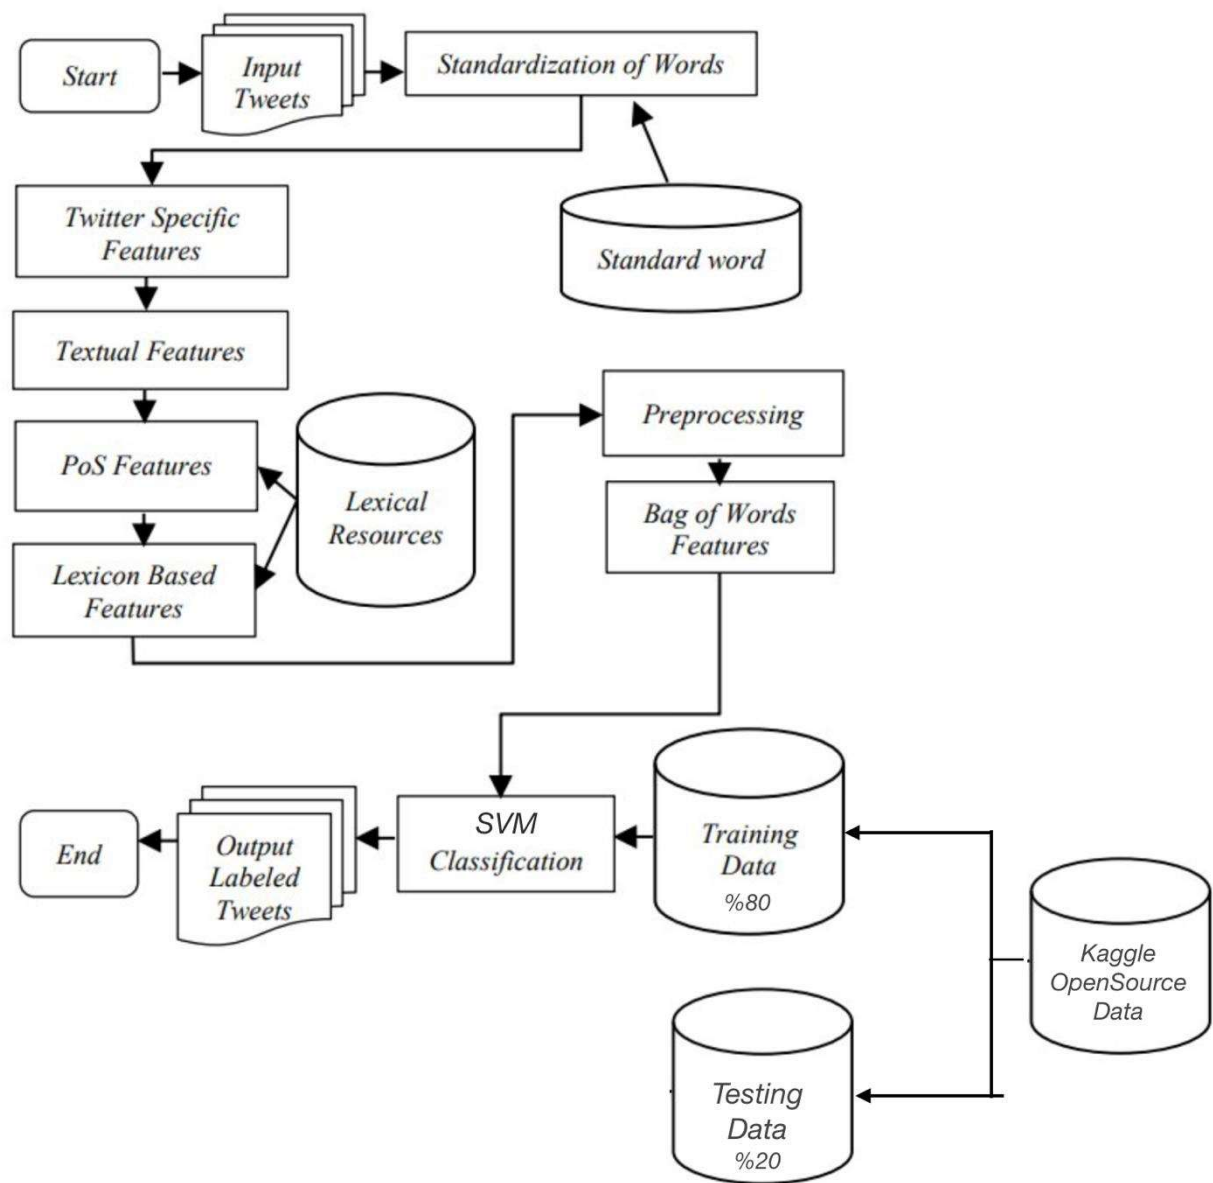 Start
Input
Tweets
Standardization of Words
Twitter Specific
Features
Standard word
Textual Features
PoS Features
Lexical
Resources
Lexicon Based
Features
Preprocessing
Bag of Words
Features
SVM
Classification
Training
Data
%80
Output
Labeled
Tweets
End
Kaggle
OpenSource
Data
Testing
Data
%20